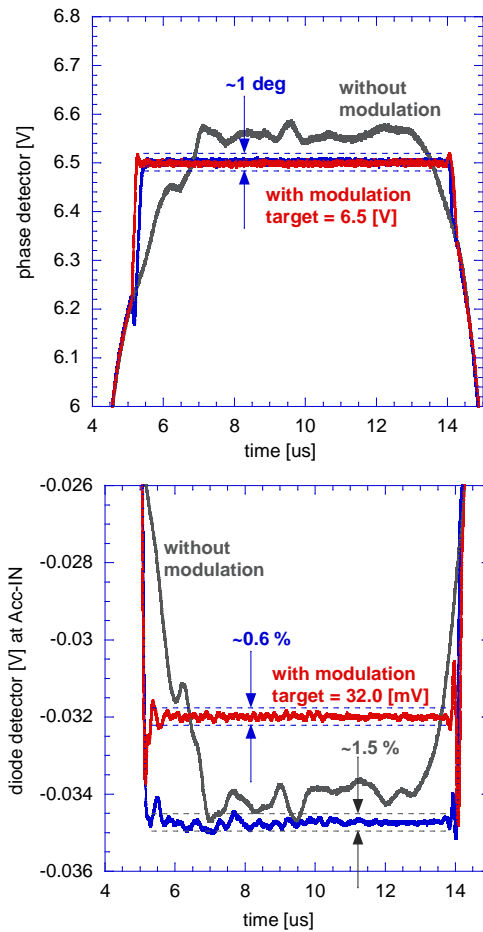 6.8
6.7
6.6
6.5
6.4
6.3
6.2
6.1
6
phase detector [V]
~1 deg
without
modulation
with modulation
target = 6.5 [V]
4
6
8
10
12
14
time [us]
-0.026
-0.028
-0.03
-0.032
-0.034
-0.036
diode detector [V] at Acc-IN
without
modulation
~0.6 %
with modulation
target = 32.0 [mV]
~1.5 %
4
6
8
10
12
14
time [us]